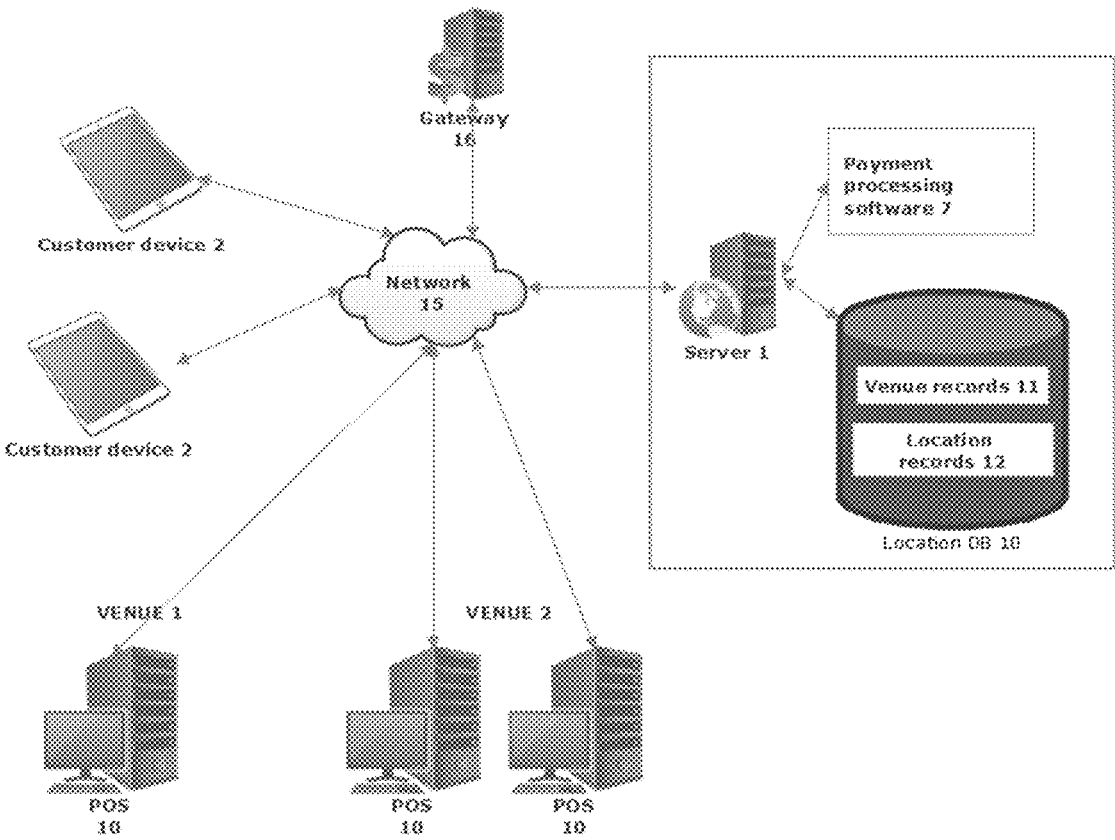 Gateway
16
Payment
processing
software 7
Customer device 2
Network
15
Server 1
Venue records 11
Location
records 12
Customer device 2
Location DB 10
VENUE 1
VENUE 2
POS
10
POS
10
POS
10